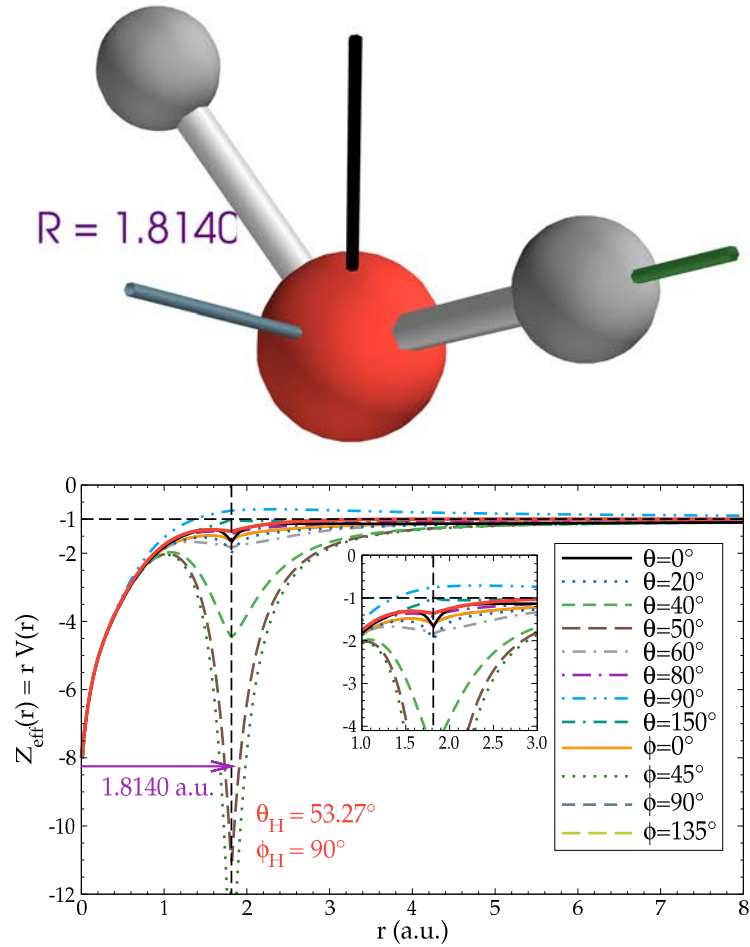 R = 1.8140
0
-1
-2
-4
-6
-8
-10
-12
Z_eff(r) = r V(r)
1.8140 a.u.
θ_H = 53.27°
ϕ_H = 90°
-1
-2
-3
-4
1.0 1.5 2.0 2.5 3.0
θ=0°
θ=20°
θ=40°
θ=50°
θ=60°
θ=80°
θ=90°
θ=150°
ϕ=0°
ϕ=45°
ϕ=90°
ϕ=135°
0 1 2 3 4 5 6 7 8
r (a.u.)